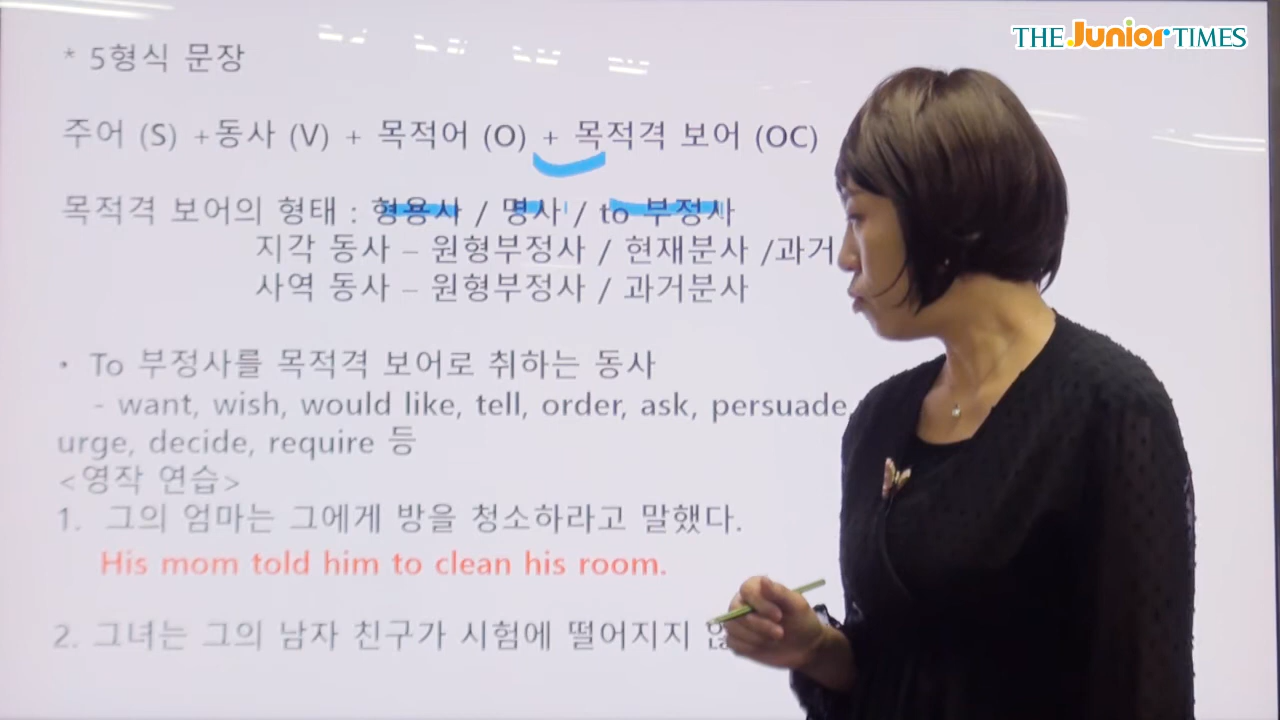 THE Junior TIMES
* 5형식 문장
주어 (S) +동사 (V) + 목적어 (O) + 목적격 보어 (OC)
목적격 보어의 형태 : 형용사 / 명사 / to 부정사
지각 동사 – 원형부정사 / 현재분사 /과거
사역 동사 – 원형부정사 / 과거분사
• To 부정사를 목적격 보어로 취하는 동사
- want, wish, would like, tell, order, ask, persuade,
urge, decide, require 등
<영작 연습>
1. 그의 엄마는 그에게 방을 청소하라고 말했다.
His mom told him to clean his room.
2. 그녀는 그의 남자 친구가 시험에 떨어지지